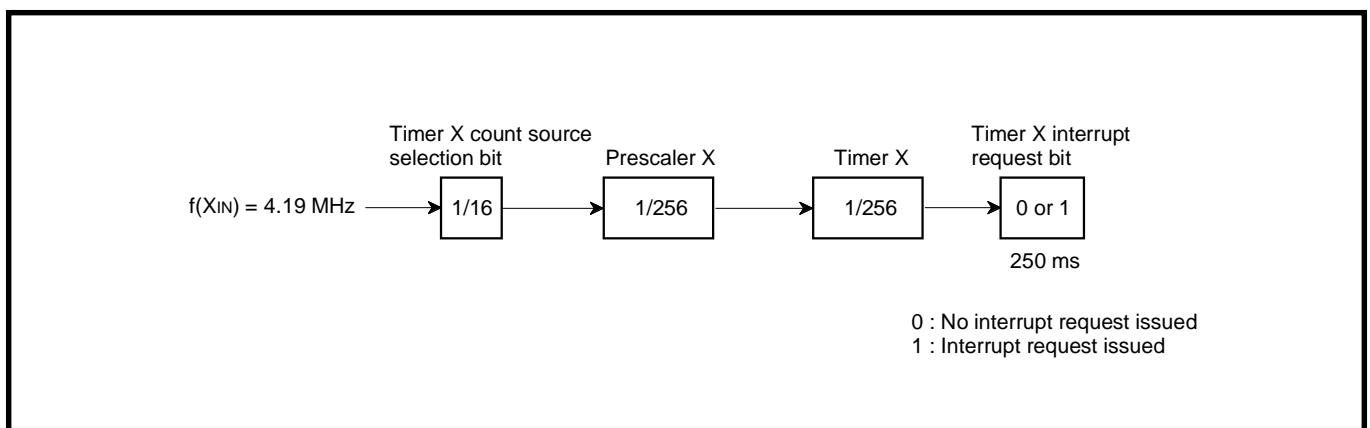 Timer X count source
selection bit
Prescaler X
Timer X
Timer X interrupt
request bit
f(XIN) = 4.19 MHz
1/16
1/256
1/256
0 or 1
250 ms
0 : No interrupt request issued
1 : Interrupt request issued